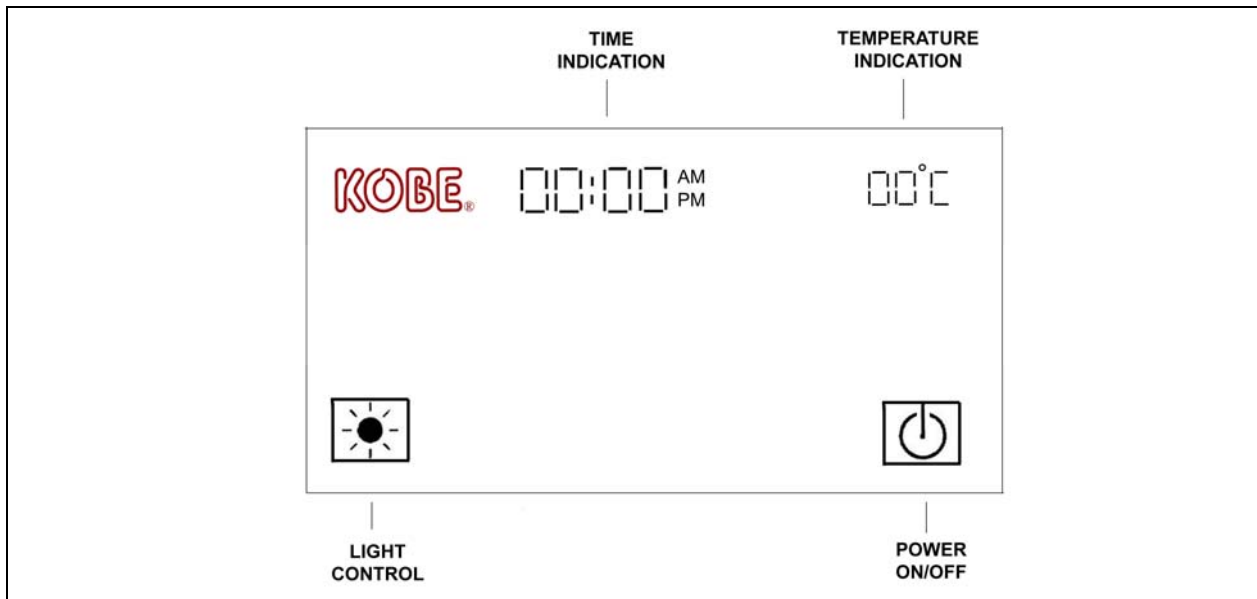 TIME
INDICATION
TEMPERATURE
INDICATION
KOBE®
00:00 AM
PM
00°C
LIGHT
CONTROL
POWER
ON/OFF